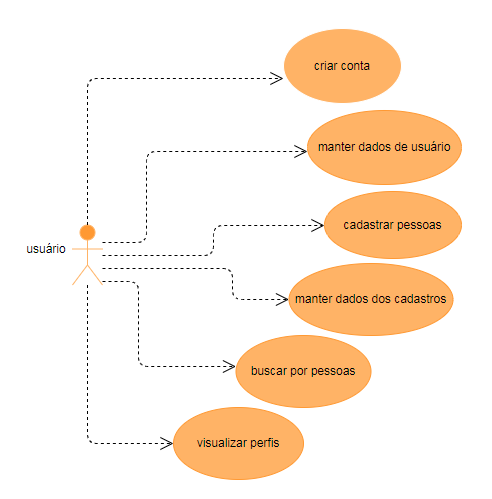 criar conta
manter dados de usuário
cadastrar pessoas
usuário
manter dados dos cadastros
buscar por pessoas
visualizar perfis